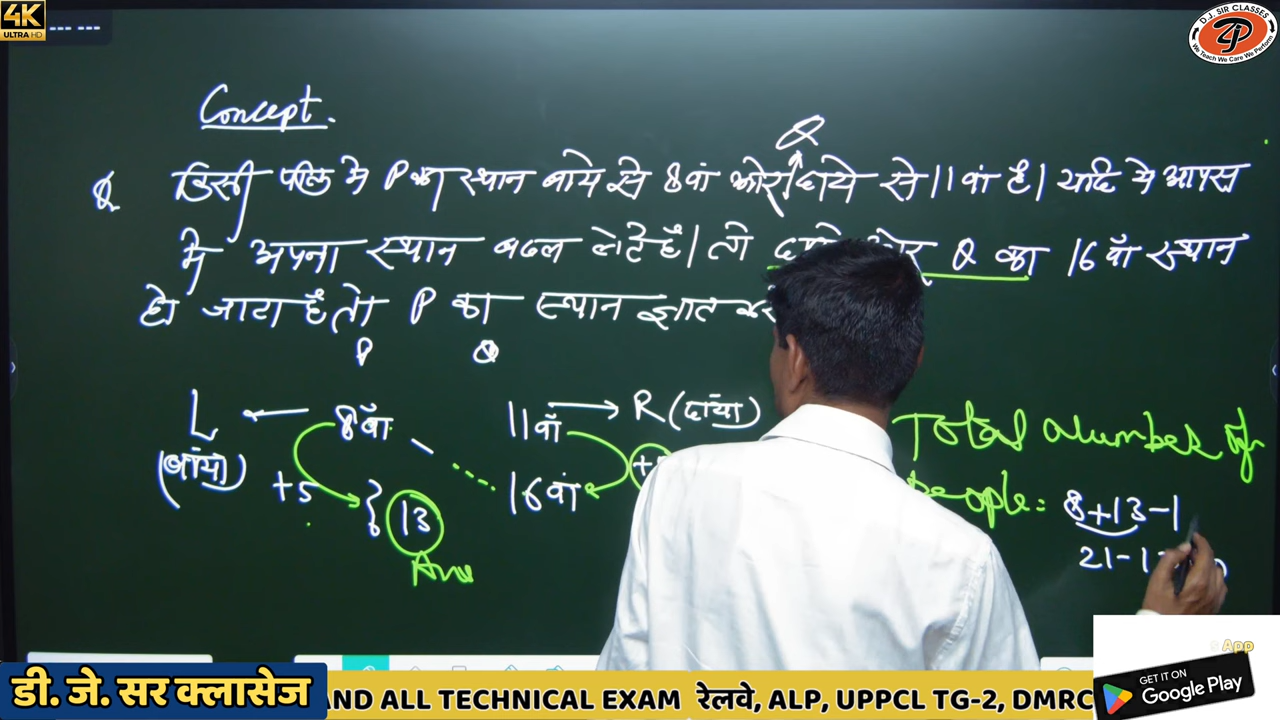 4K
ULTRA HD
D.J. SIR CLASSES
We Teach We Care We Perform
Concept.
Q
Q किसी पंक्ति मे P का स्थान बाये से 8वां और दाये से 11वां है। यदि ये आपस
मे अपना स्थान बदल लेते हैं। तो Q का 16वाँ स्थान
हो जाता है तो P का स्थान ज्ञात
P Q
L ← 8वाँ 11वाँ → R (दाँया)
(बाँया) +5 } 13 16वां
Ans
Total number of
people: 8+13-1
21-1
App
GET IT ON
Google Play
डी. जे. सर क्लासेज
AND ALL TECHNICAL EXAM रेलवे, ALP, UPPCL TG-2, DMRC